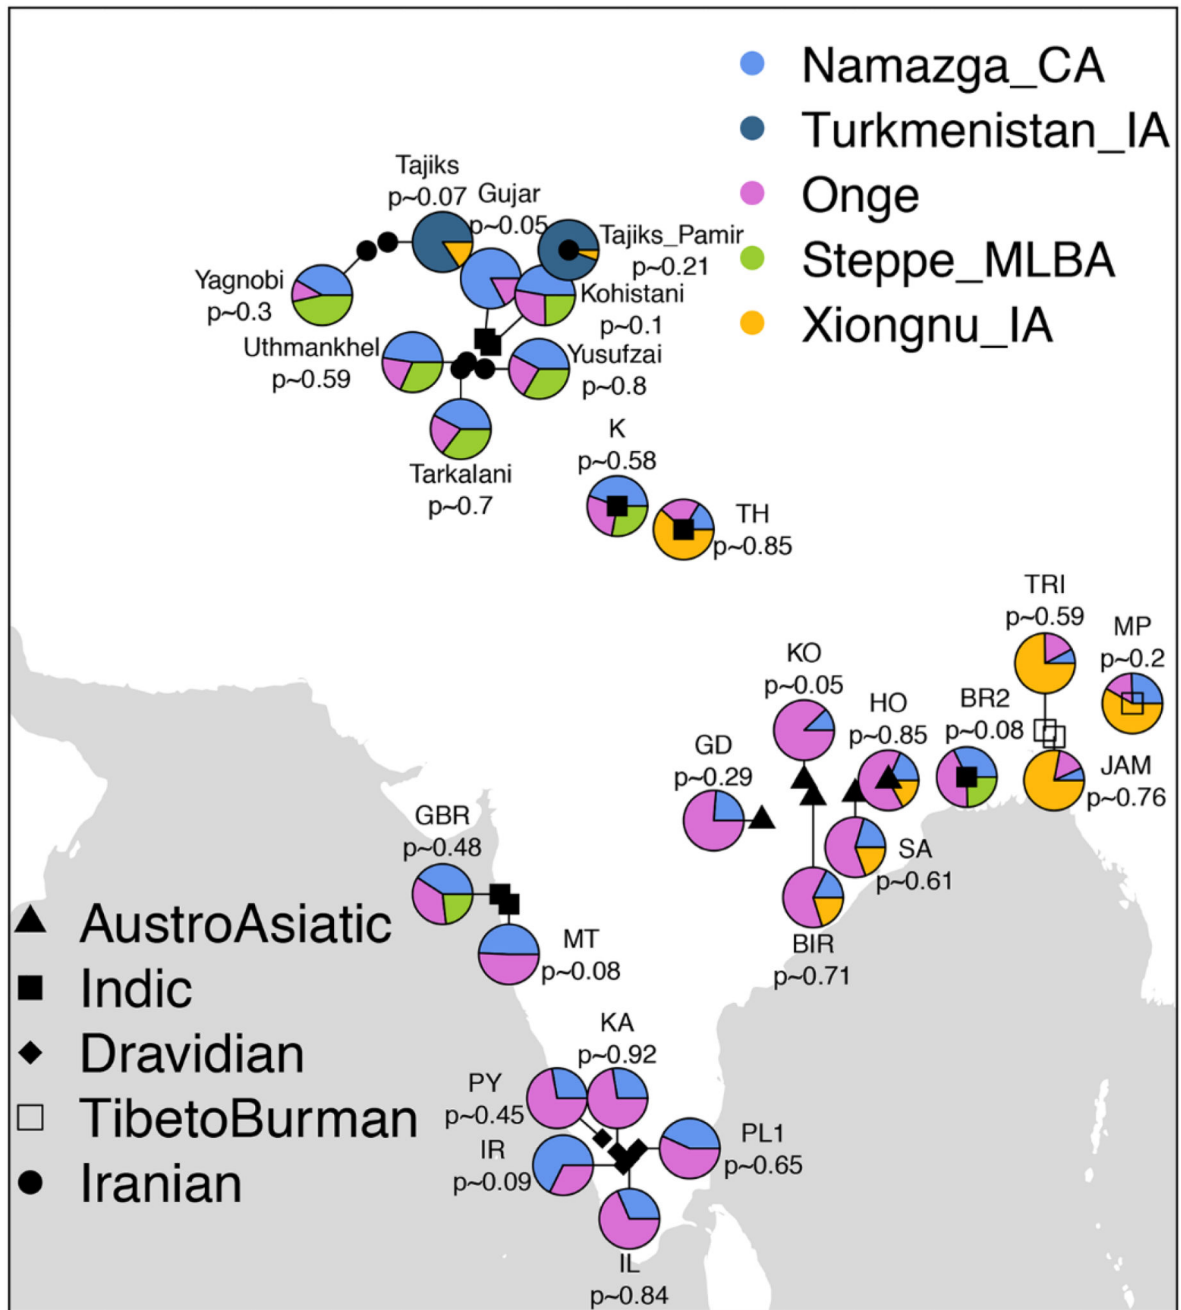 Namazga_CA
Turkmenistan_IA
Onge
Steppe_MLBA
Xiongnu_IA
Tajiks
p~0.07
Gujar
p~0.05
Tajiks_Pamir
p~0.21
Yagnobi
p~0.3
Kohistani
p~0.1
Uthmankhel
p~0.59
Yusufzai
p~0.8
Tarkalani
p~0.7
K
p~0.58
TH
p~0.85
TRI
p~0.59
MP
p~0.2
KO
p~0.05
HO
p~0.85
BR2
p~0.08
GD
p~0.29
JAM
p~0.76
GBR
p~0.48
SA
p~0.61
BIR
p~0.71
MT
p~0.08
AustroAsiatic
Indic
Dravidian
TibetoBurman
Iranian
KA
p~0.92
PY
p~0.45
PL1
p~0.65
IR
p~0.09
IL
p~0.84